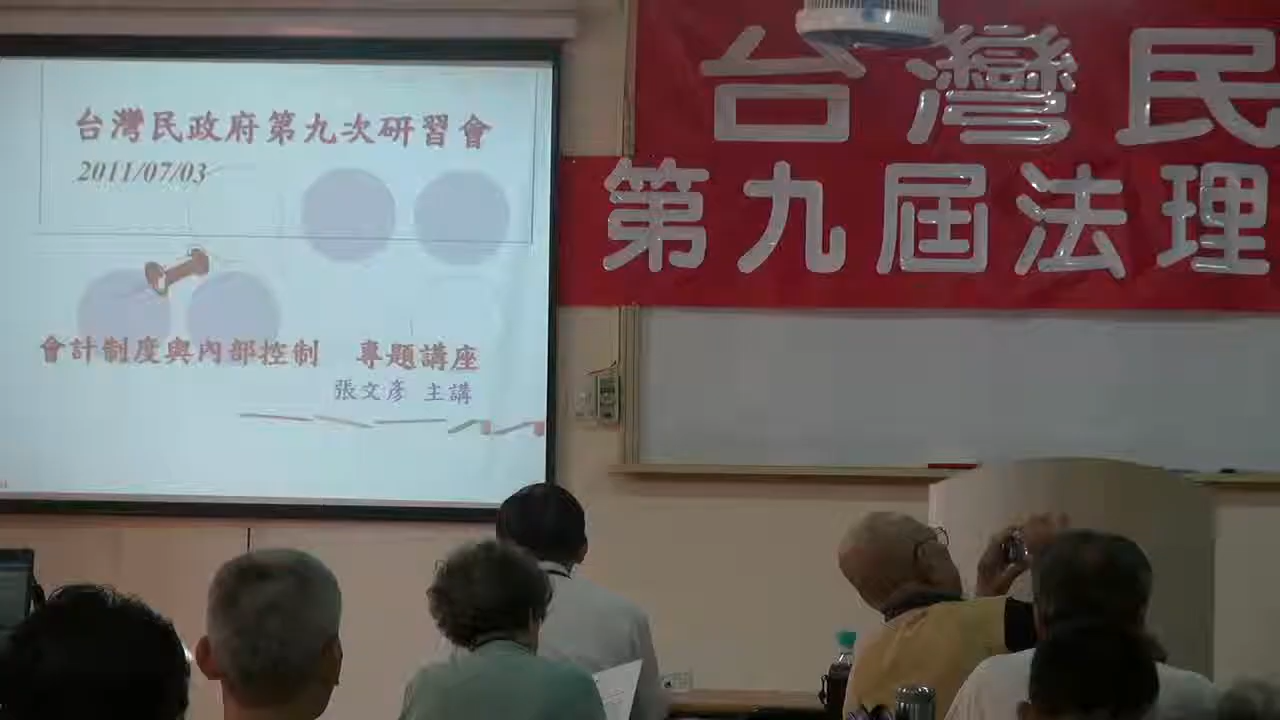 台灣民政府第九次研習會
2011/07/03
會計制度與內部控制 專題講座
張文彥 主講
台灣民
第九屆法理